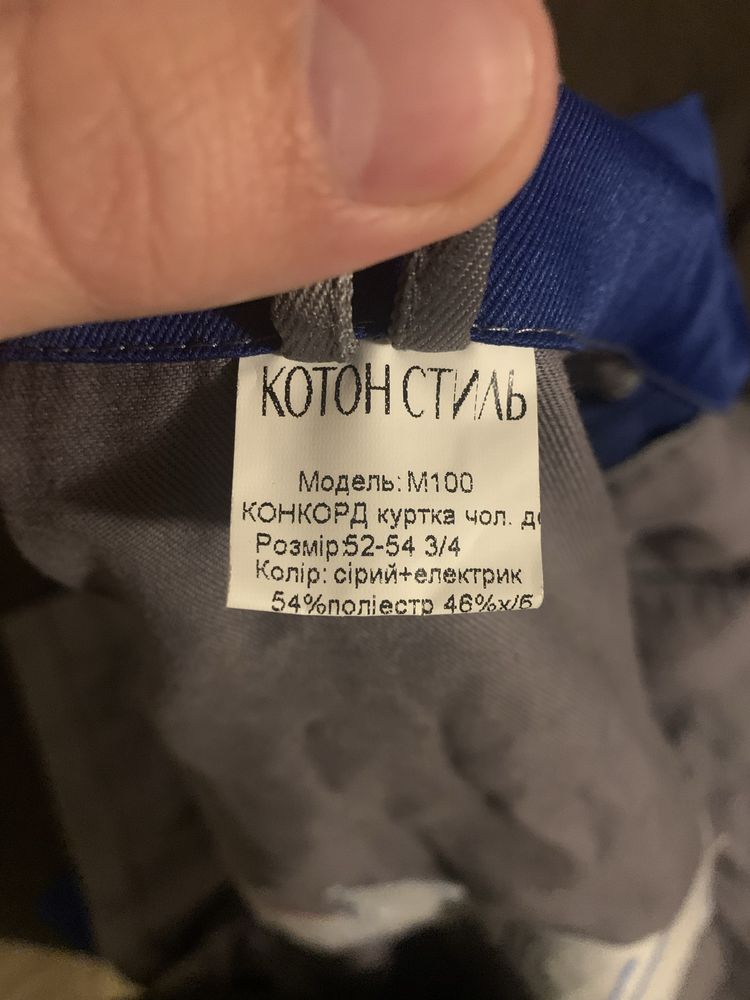 КОТОН СТИЛЬ
Модель: М100
КОНКОРД куртка чол.
Розмір:52-54 3/4
Колір: сірий+електрик
54%поліестр 46%х/б